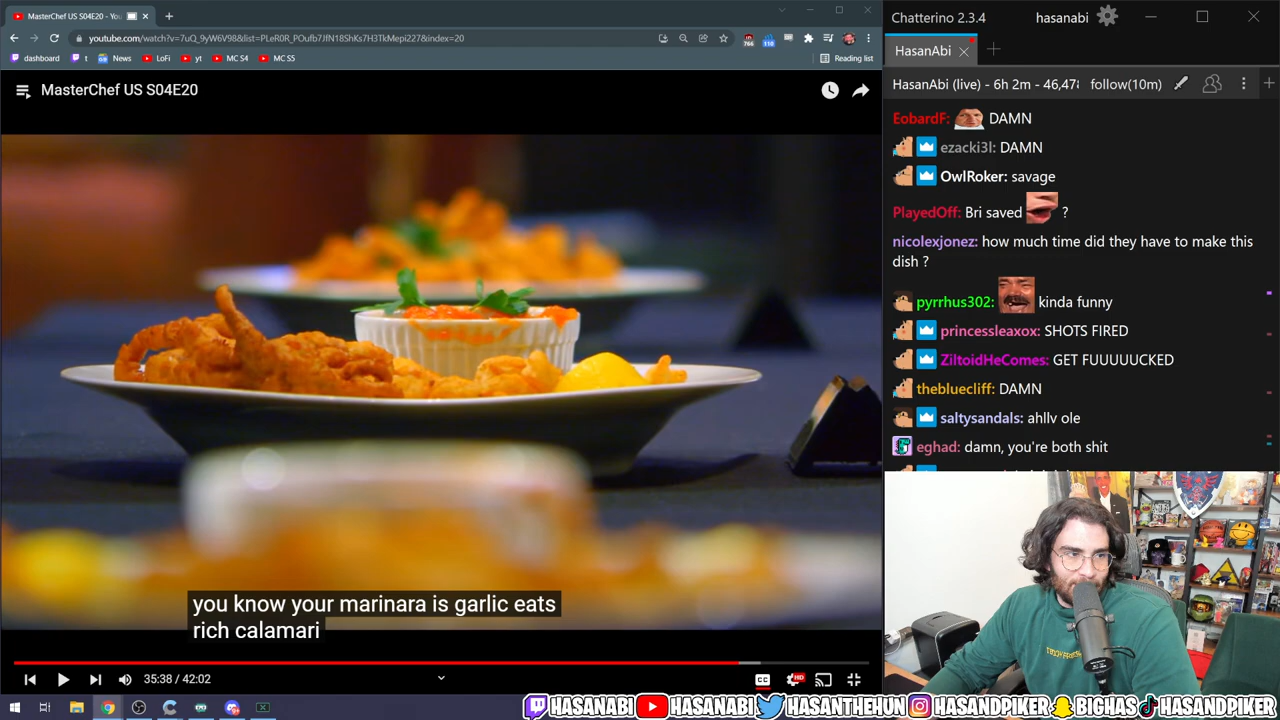 MasterChef US S04E20 - You
youtube.com/watch?v=7uQ_9yW6V98&list=PLeR0R_POufb7JfN18ShKs7H3TkMepi227&index=20
dashboard
t
News
LoFi
yt
MC S4
MC S5
Reading list
766
110
MasterChef US S04E20
you know your marinara is garlic eats
rich calamari
35:38 / 42:02
CC
HD
Chatterino 2.3.4
hasanabi
HasanAbi
HasanAbi (live) - 6h 2m - 46,47
follow(10m)
EobardF: DAMN
ezacki3l: DAMN
OwlRoker: savage
PlayedOff: Bri saved ?
nicolexjonez: how much time did they have to make this
dish ?
pyrrhus302: kinda funny
princessleaxox: SHOTS FIRED
ZiltoidHeComes: GET FUUUUUCKED
thebluecliff: DAMN
saltysandals: ahllv ole
eghad: damn, you're both shit
HASANABI HASANABI HASANTHEHUN HASANDPIKER BIGHAS HASANDPIKER